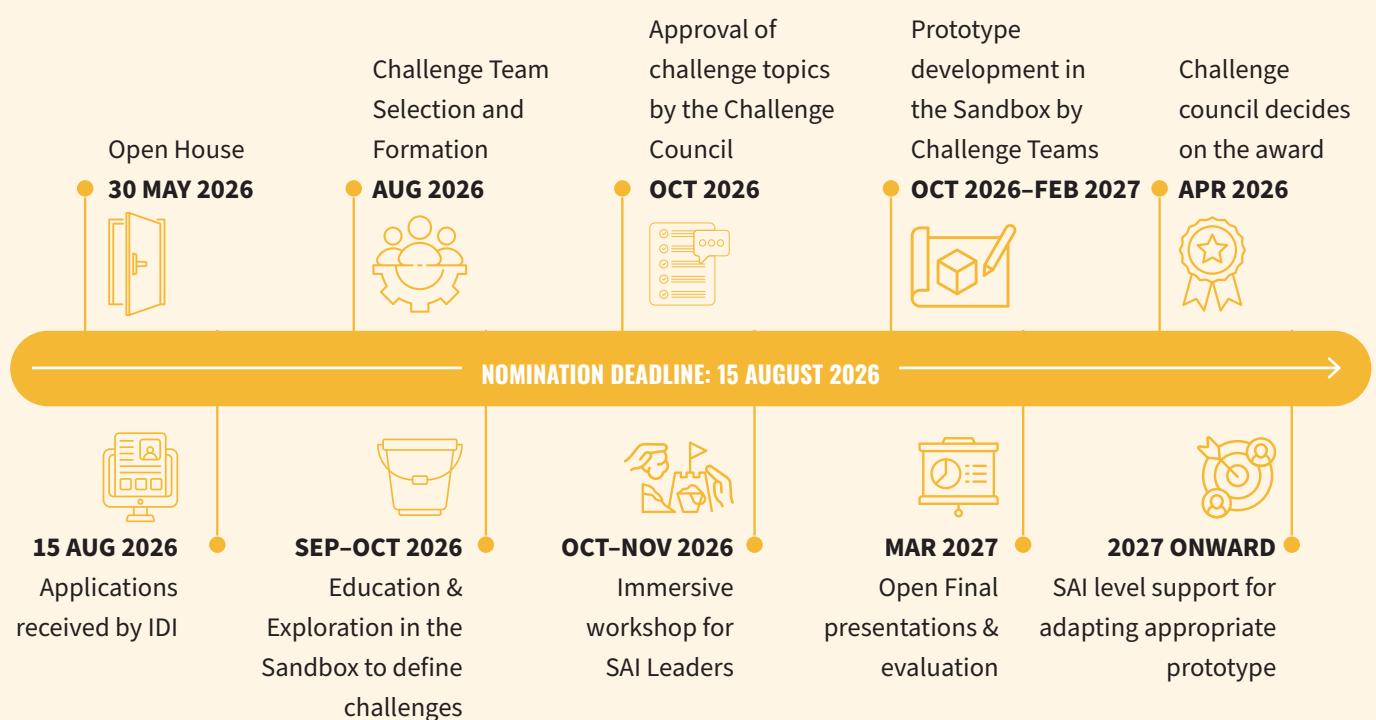 Open House
30 MAY 2026
Challenge Team
Selection and
Formation
AUG 2026
Approval of
challenge topics
by the Challenge
Council
OCT 2026
Prototype
development in
the Sandbox by
Challenge Teams
OCT 2026–FEB 2027
Challenge
council decides
on the award
APR 2026
NOMINATION DEADLINE: 15 AUGUST 2026
15 AUG 2026
Applications
received by IDI
SEP–OCT 2026
Education &
Exploration in the
Sandbox to define
challenges
OCT–NOV 2026
Immersive
workshop for
SAI Leaders
MAR 2027
Open Final
presentations &
evaluation
2027 ONWARD
SAI level support for
adapting appropriate
prototype